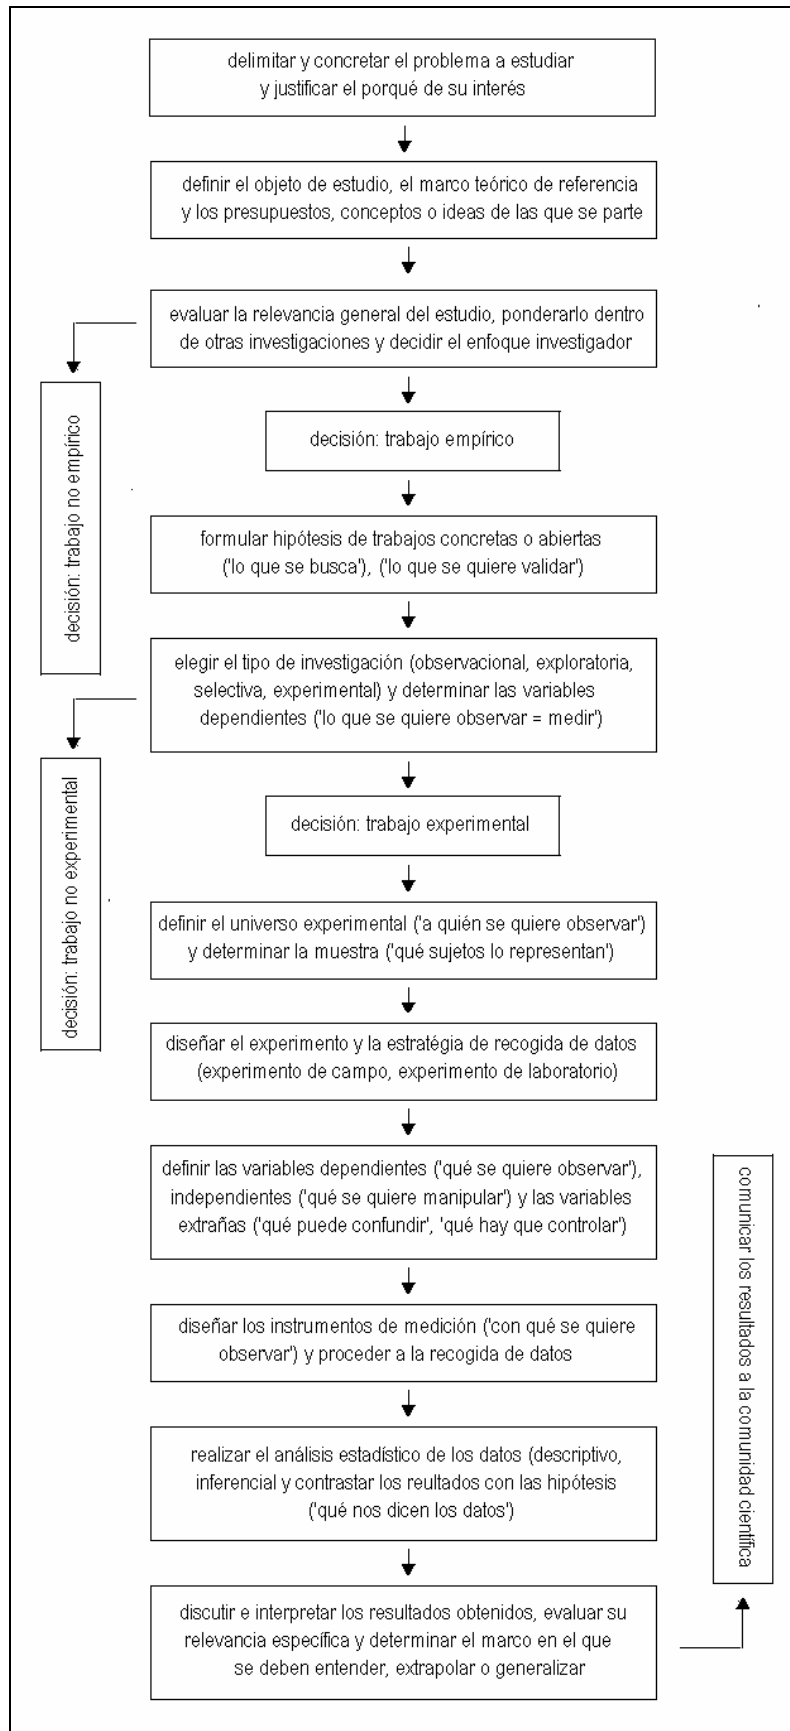 delimitar y concretar el problema a estudiar
y justificar el porqué de su interés
definir el objeto de estudio, el marco teórico de referencia
y los presupuestos, conceptos o ideas de las que se parte
evaluar la relevancia general del estudio, ponderarlo dentro
de otras investigaciones y decidir el enfoque investigador
decisión: trabajo no empírico
decisión: trabajo empírico
formular hipótesis de trabajos concretas o abiertas
('lo que se busca'), ('lo que se quiere validar')
elegir el tipo de investigación (observacional, exploratoria,
selectiva, experimental) y determinar las variables
dependientes ('lo que se quiere observar = medir')
decisión: trabajo no experimental
decisión: trabajo experimental
definir el universo experimental ('a quién se quiere observar')
y determinar la muestra ('qué sujetos lo representan')
diseñar el experimento y la estratégia de recogida de datos
(experimento de campo, experimento de laboratorio)
definir las variables dependientes ('qué se quiere observar'),
independientes ('qué se quiere manipular') y las variables
extrañas ('qué puede confundir', 'qué hay que controlar')
diseñar los instrumentos de medición ('con qué se quiere
observar') y proceder a la recogida de datos
realizar el análisis estadístico de los datos (descriptivo,
inferencial y contrastar los reultados con las hipótesis
('qué nos dicen los datos')
discutir e interpretar los resultados obtenidos, evaluar su
relevancia específica y determinar el marco en el que
se deben entender, extrapolar o generalizar
comunicar los resultados a la comunidad científica